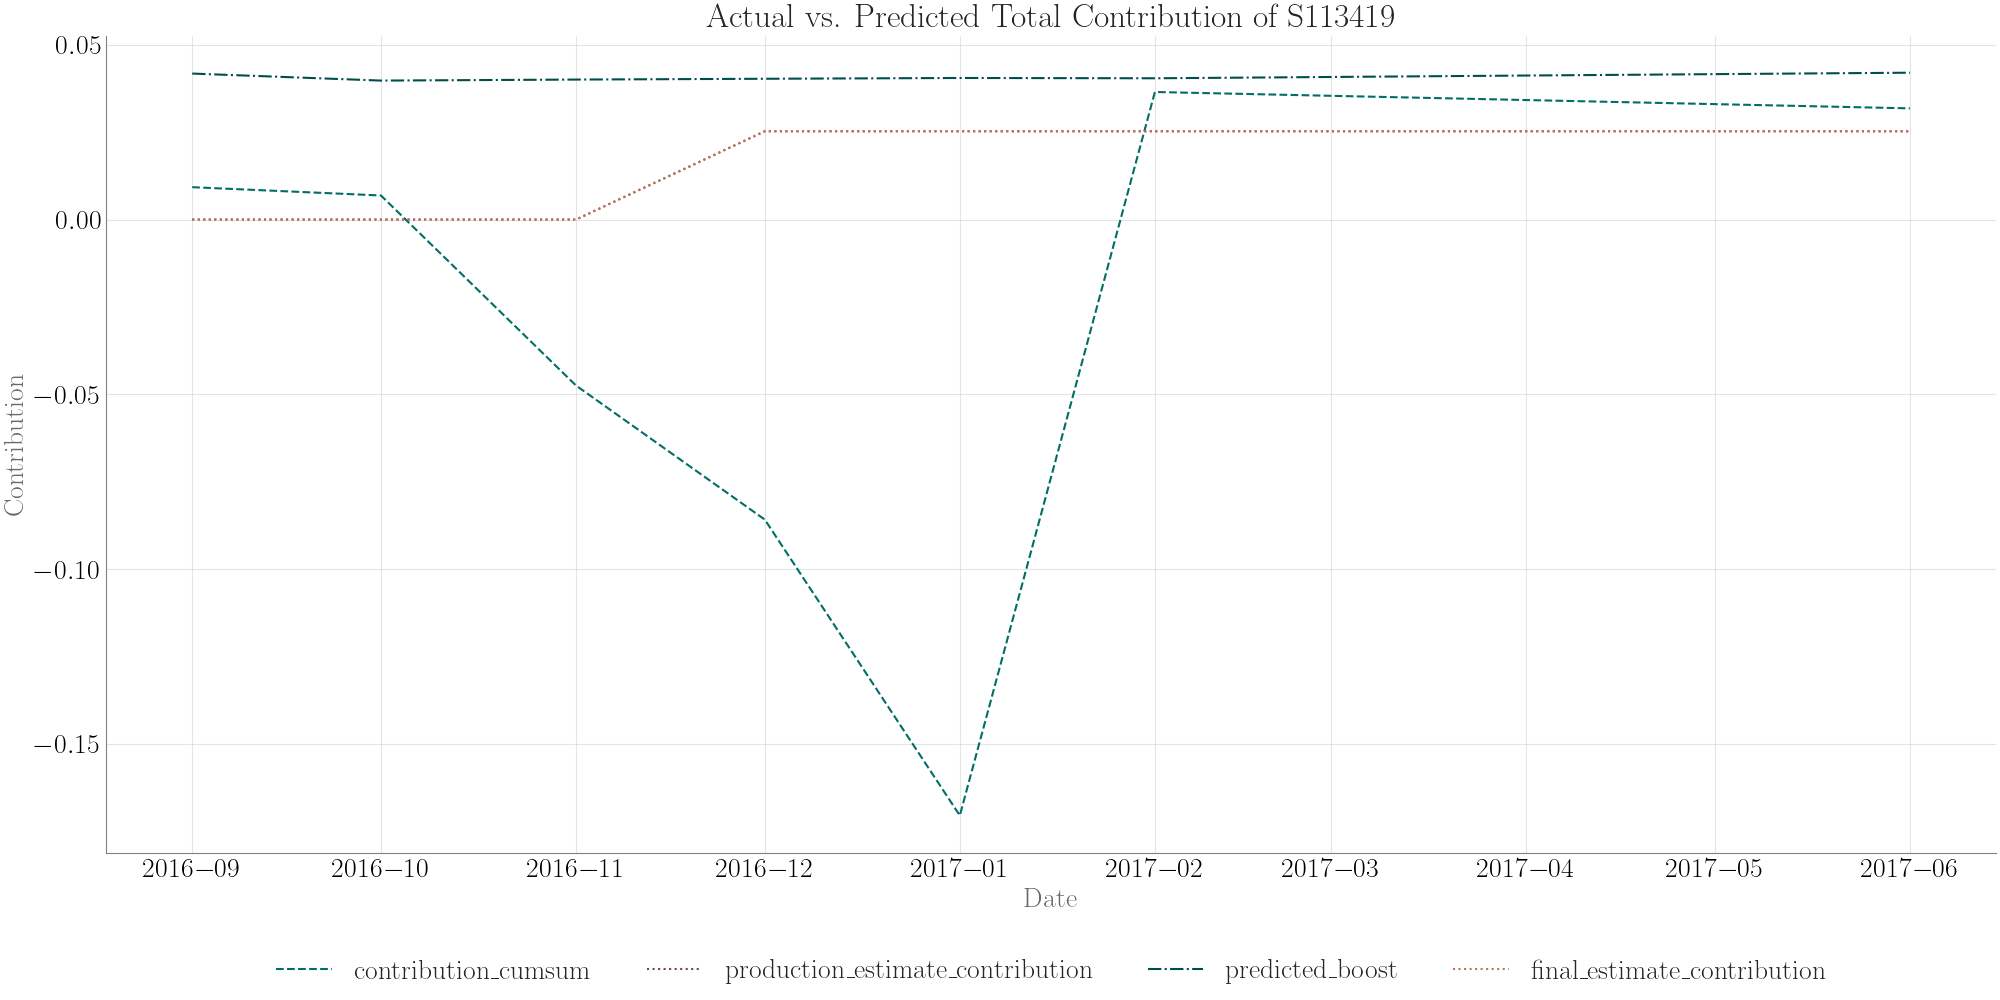 Actual vs. Predicted Total Contribution of S113419
0.05
0.00
−0.05
−0.10
−0.15
Contribution
2016−09 2016−10 2016−11 2016−12 2017−01 2017−02 2017−03 2017−04 2017−05 2017−06
Date
contribution_cumsum production_estimate_contribution predicted_boost final_estimate_contribution